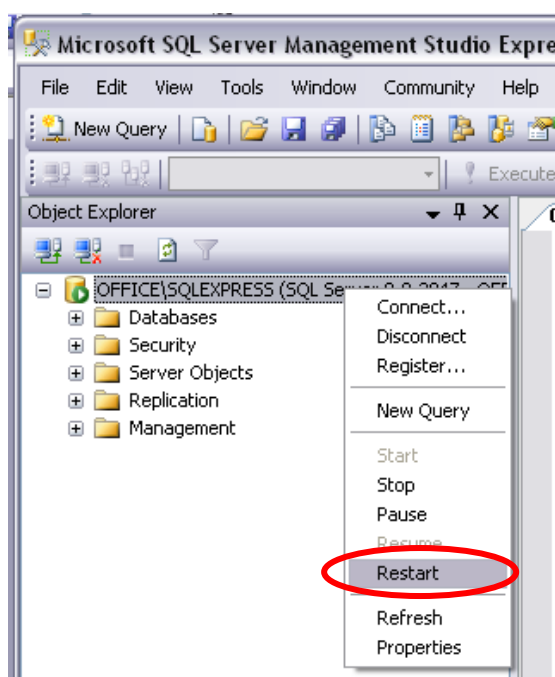 Microsoft SQL Server Management Studio Expre
File Edit View Tools Window Community Help
New Query
Execute
Object Explorer
OFFICE\SQLEXPRESS (SQL Server 9.0.3047 - OFF
Databases
Security
Server Objects
Replication
Management
Connect...
Disconnect
Register...
New Query
Start
Stop
Pause
Resume
Restart
Refresh
Properties